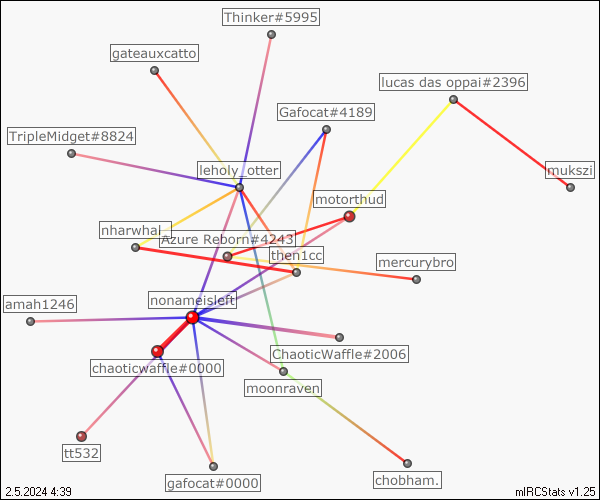 Thinker#5995
gateauxcatto
lucas das oppai#2396
Gafocat#4189
TripleMidget#8824
leholy_otter
mukszi
motorthud
nharwhal_
Azure Reborn#4243
then1cc
mercurybro
amah1246
nonameisleft
ChaoticWaffle#2006
chaoticwaffle#0000
moonraven
tt532
gafocat#0000
chobham.
2.5.2024 4:39
mIRCStats v1.25